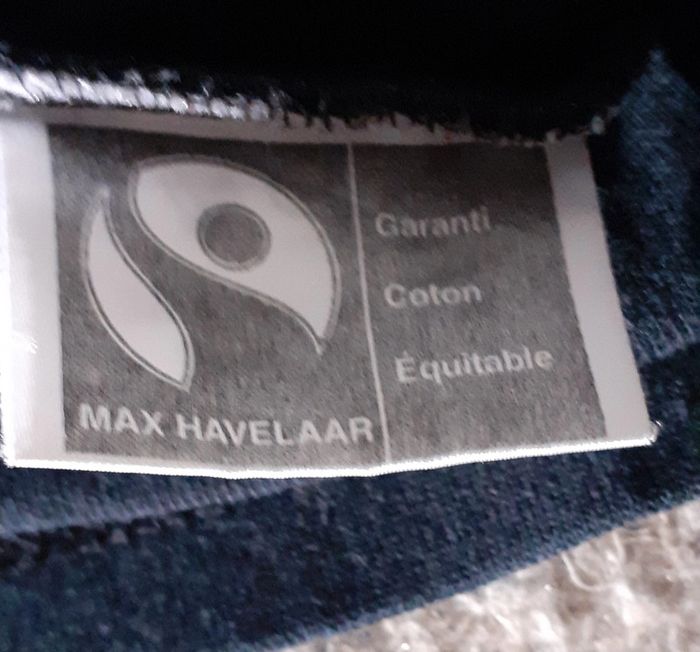 MAX HAVELAAR
Garanti
Coton
Équitable